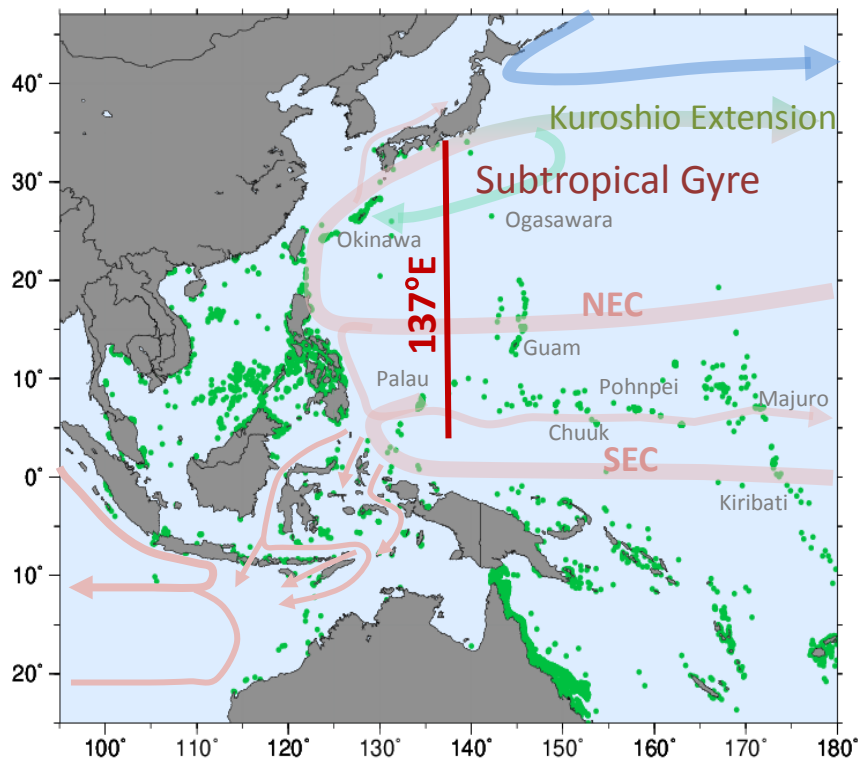 40°
Kuroshio Extension
30°
Subtropical Gyre
Ogasawara
Okinawa
20°
137°E
NEC
Guam
10°
Palau
Pohnpei
Majuro
Chuuk
0°
SEC
Kiribati
10°
20°
100° 110° 120° 130° 140° 150° 160° 170° 180°